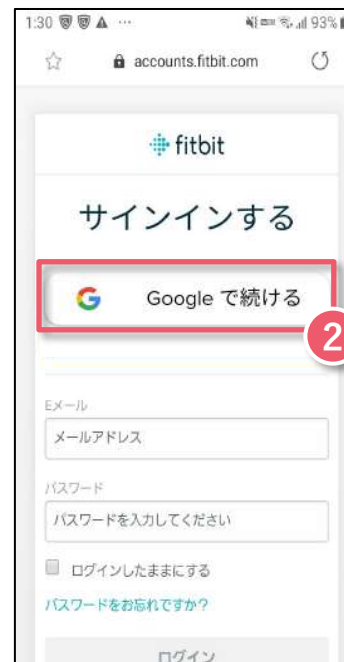 1:30 ... 93%
accounts.fitbit.com
fitbit
サインインする
Google で続ける
2
Eメール
メールアドレス
パスワード
パスワードを入力してください
ログインしたままにする
パスワードをお忘れですか？
ログイン